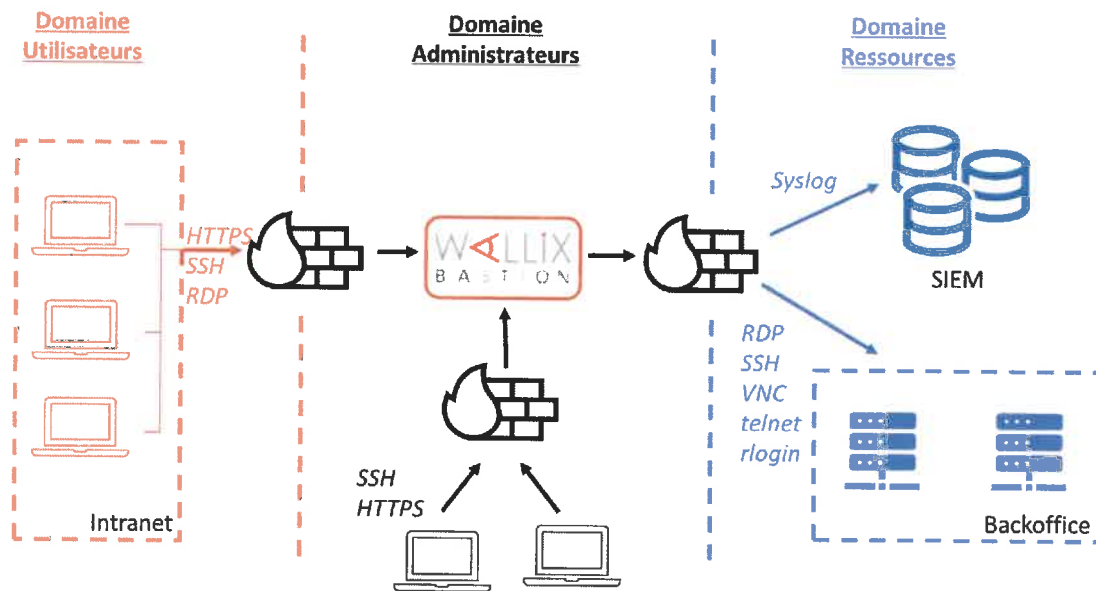 Domaine
Utilisateurs
Domaine
Administrateurs
Domaine
Ressources
HTTPS
SSH
RDP
Intranet
WALLIX
BASTION
SSH
HTTPS
Syslog
SIEM
RDP
SSH
VNC
telnet
rlogin
Backoffice